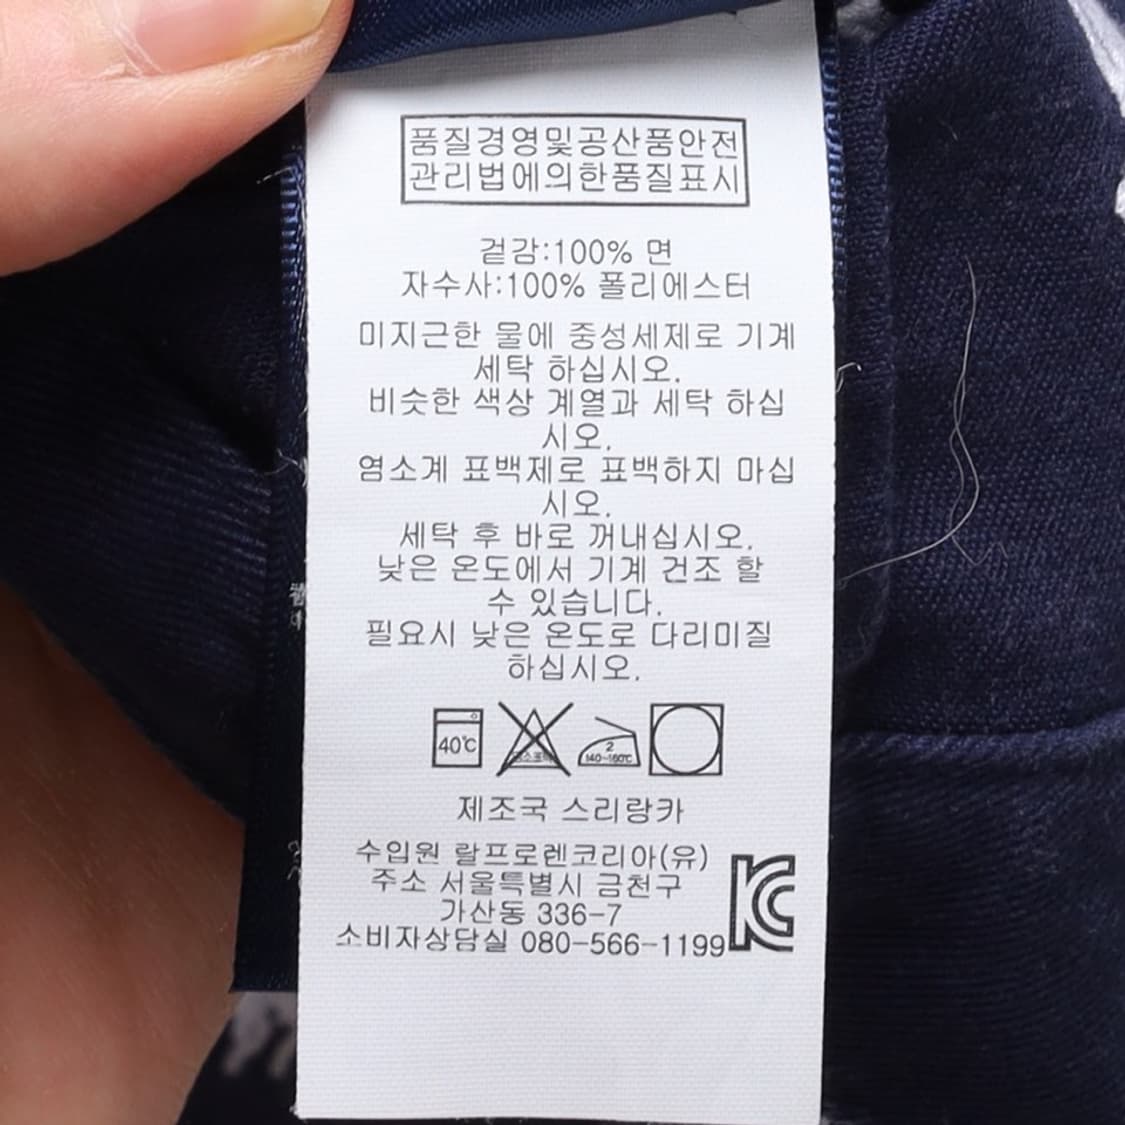 품질경영및공산품안전
관리법에의한품질표시
겉감:100% 면
자수사:100% 폴리에스터
미지근한 물에 중성세제로 기계
세탁 하십시오.
비슷한 색상 계열과 세탁 하십
시오.
염소계 표백제로 표백하지 마십
시오.
세탁 후 바로 꺼내십시오.
낮은 온도에서 기계 건조 할
수 있습니다.
필요시 낮은 온도로 다리미질
하십시오.
40℃
2
140~160℃
제조국 스리랑카
수입원 랄프로렌코리아(유)
주소 서울특별시 금천구
가산동 336-7
소비자상담실 080-566-1199